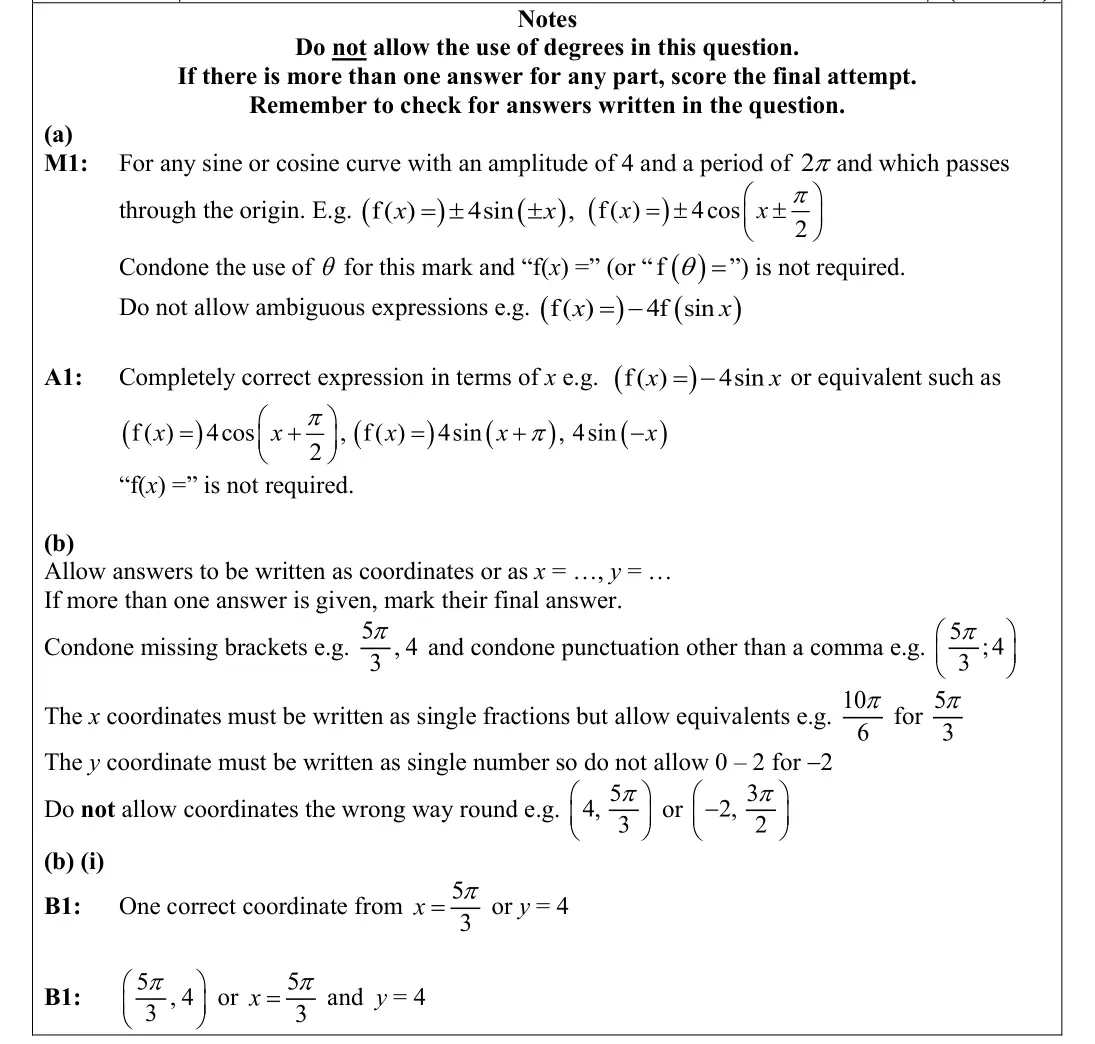 Notes
Do not allow the use of degrees in this question.
If there is more than one answer for any part, score the final attempt.
Remember to check for answers written in the question.
(a)
M1: For any sine or cosine curve with an amplitude of 4 and a period of 2π and which passes
through the origin. E.g. (f(x) =)±4sin(±x), (f(x) =)±4cos(x±π/2)
Condone the use of θ for this mark and “f(x) =” (or “f(θ)=”) is not required.
Do not allow ambiguous expressions e.g. (f(x) =)−4f(sin x)
A1: Completely correct expression in terms of x e.g. (f(x) =)−4sin x or equivalent such as
(f(x) =)4cos(x+π/2), (f(x) =)4sin(x+π), 4sin(−x)
“f(x) =” is not required.
(b)
Allow answers to be written as coordinates or as x = …, y = …
If more than one answer is given, mark their final answer.
Condone missing brackets e.g. 5π/3, 4 and condone punctuation other than a comma e.g. (5π/3;4)
The x coordinates must be written as single fractions but allow equivalents e.g. 10π/6 for 5π/3
The y coordinate must be written as single number so do not allow 0 – 2 for –2
Do not allow coordinates the wrong way round e.g. (4, 5π/3) or (−2, 3π/2)
(b) (i)
B1: One correct coordinate from x = 5π/3 or y = 4
B1: (5π/3, 4) or x = 5π/3 and y = 4